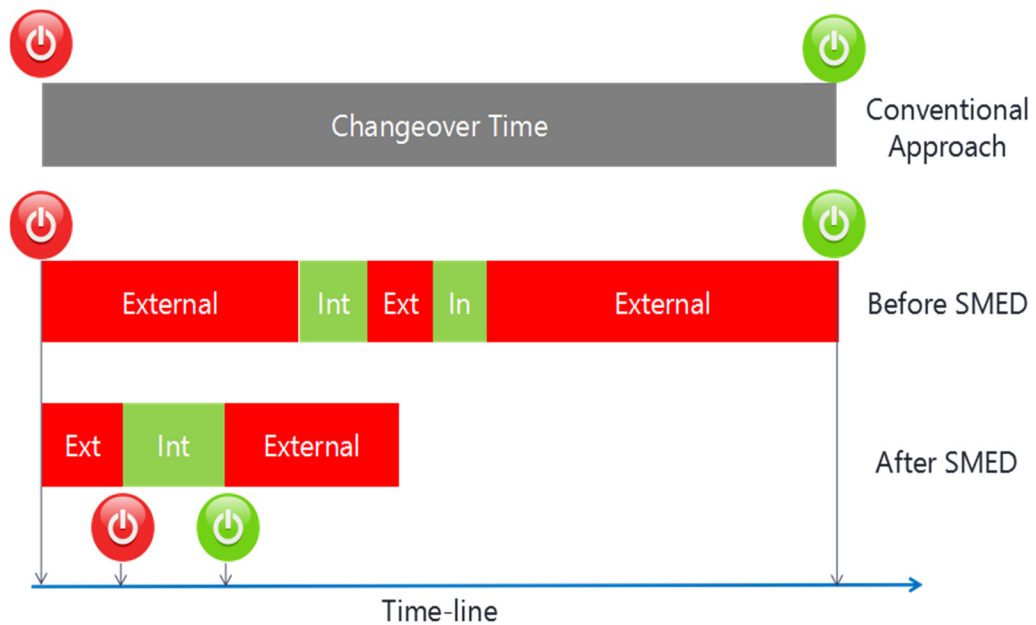 Changeover Time
Conventional
Approach
External
Int
Ext
In
External
Before SMED
Ext
Int
External
After SMED
Time-line